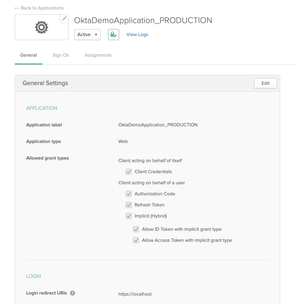 ← Back to Applications
OktaDemoApplication_PRODUCTION
Active
View Logs
General
Sign On
Assignments
General Settings
Edit
APPLICATION
Application label
OktaDemoApplication_PRODUCTION
Application type
Web
Allowed grant types
Client acting on behalf of itself
Client Credentials
Client acting on behalf of a user
Authorization Code
Refresh Token
Implicit (Hybrid)
Allow ID Token with implicit grant type
Allow Access Token with implicit grant type
LOGIN
Login redirect URIs
https://localhost